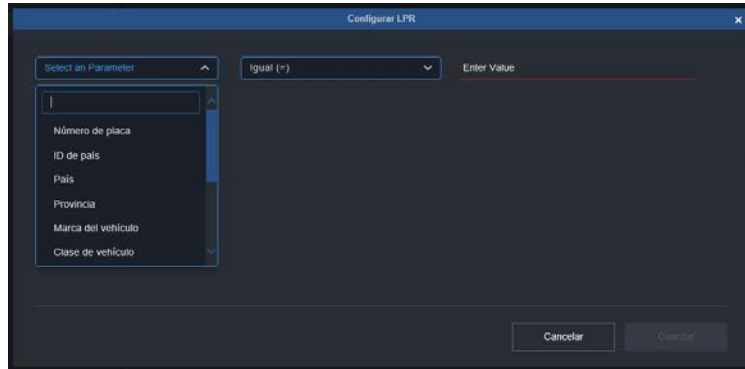 Configurar LPR
Select an Parameter
Igual (=)
Enter Value
Número de placa
ID de país
País
Provincia
Marca del vehículo
Clase de vehículo
Cancelar
Guardar